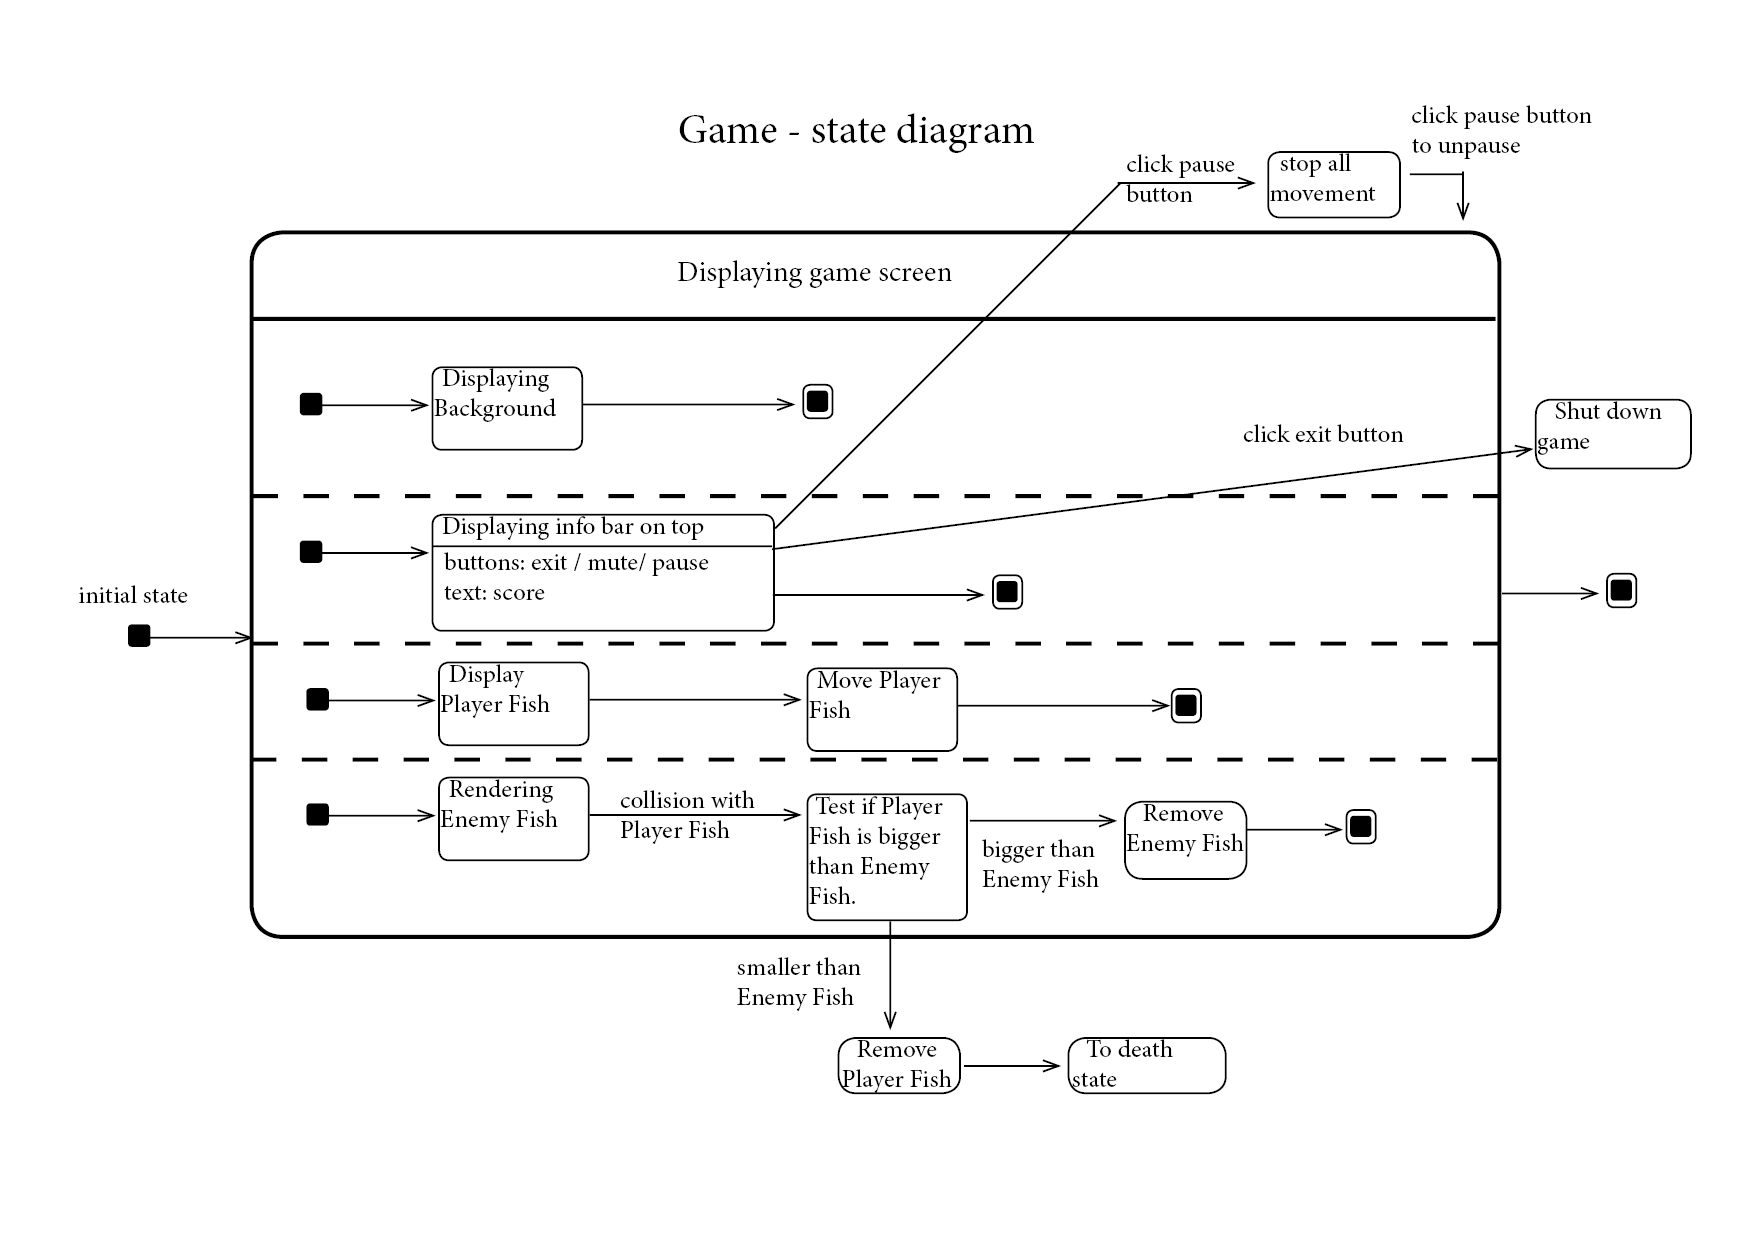 Game - state diagram
click pause button
to unpause
click pause
button
stop all
movement
Displaying game screen
Displaying
Background
click exit button
Shut down
game
Displaying info bar on top
buttons: exit / mute/ pause
text: score
initial state
Display
Player Fish
Move Player
Fish
Rendering
Enemy Fish
collision with
Player Fish
Test if Player
Fish is bigger
than Enemy
Fish.
bigger than
Enemy Fish
Remove
Enemy Fish
smaller than
Enemy Fish
Remove
Player Fish
To death
state